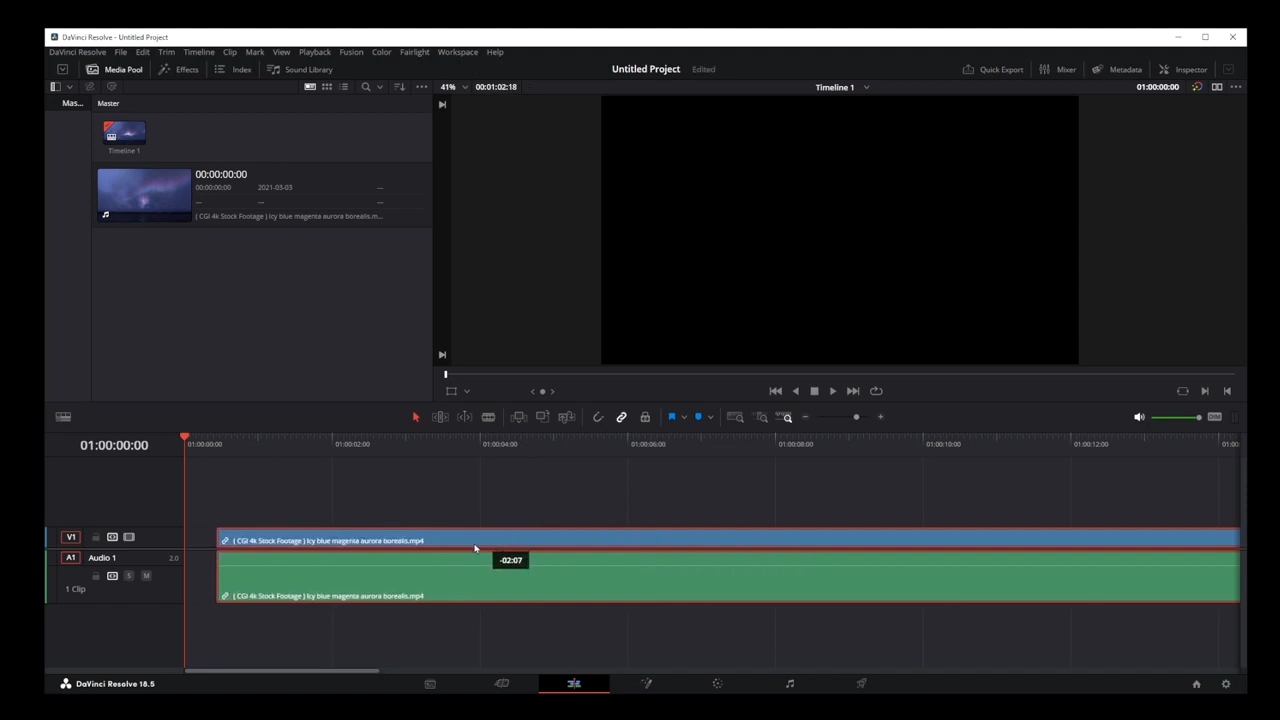 DaVinci Resolve - Untitled Project
DaVinci Resolve File Edit Trim Timeline Clip Mark View Playback Fusion Color Fairlight Workspace Help
Media Pool Effects Index Sound Library Untitled Project Edited Quick Export Mixer Metadata Inspector
41% 00:01:02:18 Timeline 1 01:00:00:00
Mas... Master
Timeline 1
00:00:00:00
00:00:00:00 2021-03-03 --
-- -- --
( CGI 4k Stock Footage ) Icy blue magenta aurora borealis.m...
DIM
01:00:00:00 01:00:00:00 01:00:02:00 01:00:04:00 01:00:06:00 01:00:08:00 01:00:10:00 01:00:12:00 01:00:
V1 ( CGI 4k Stock Footage ) Icy blue magenta aurora borealis.mp4
A1 Audio 1 2.0
-02:07
S M
1 Clip
( CGI 4k Stock Footage ) Icy blue magenta aurora borealis.mp4
DaVinci Resolve 18.5